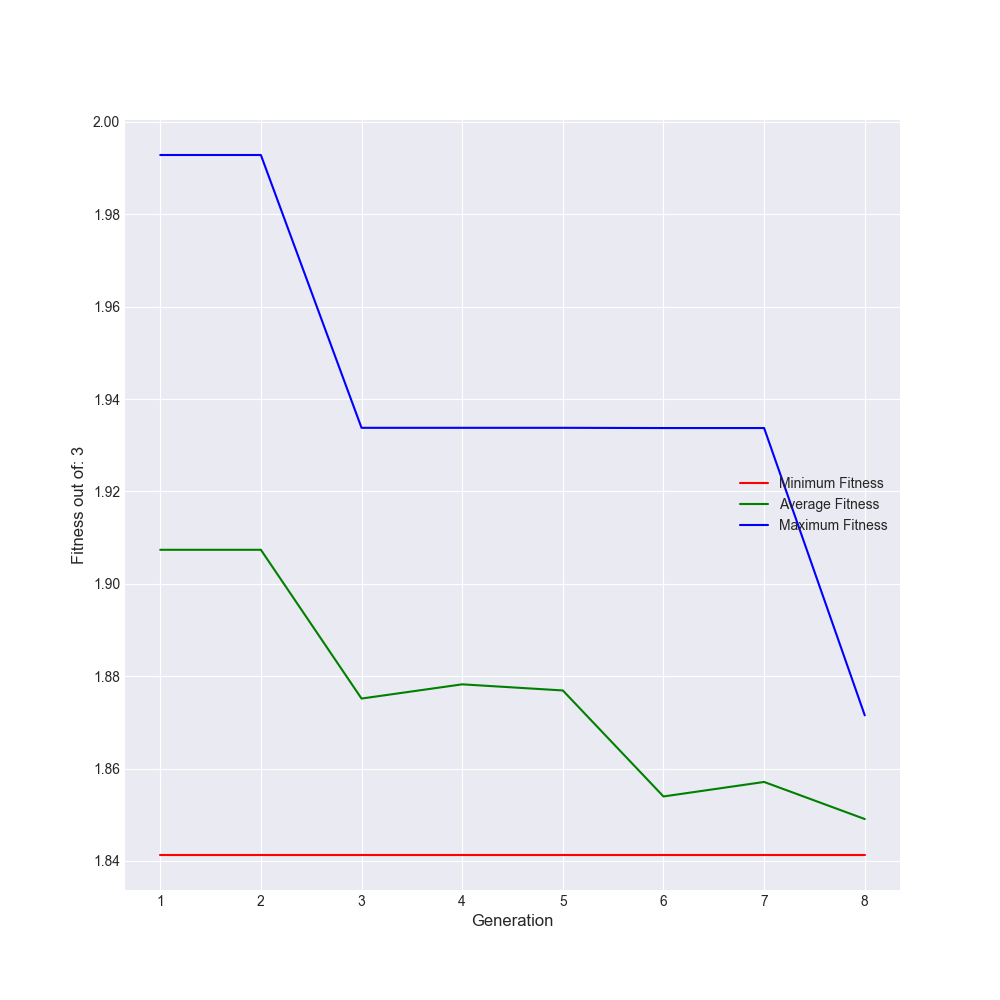 2.00
1.98
1.96
1.94
1.92
1.90
1.88
1.86
1.84
Fitness out of: 3
Minimum Fitness
Average Fitness
Maximum Fitness
1 2 3 4 5 6 7 8
Generation